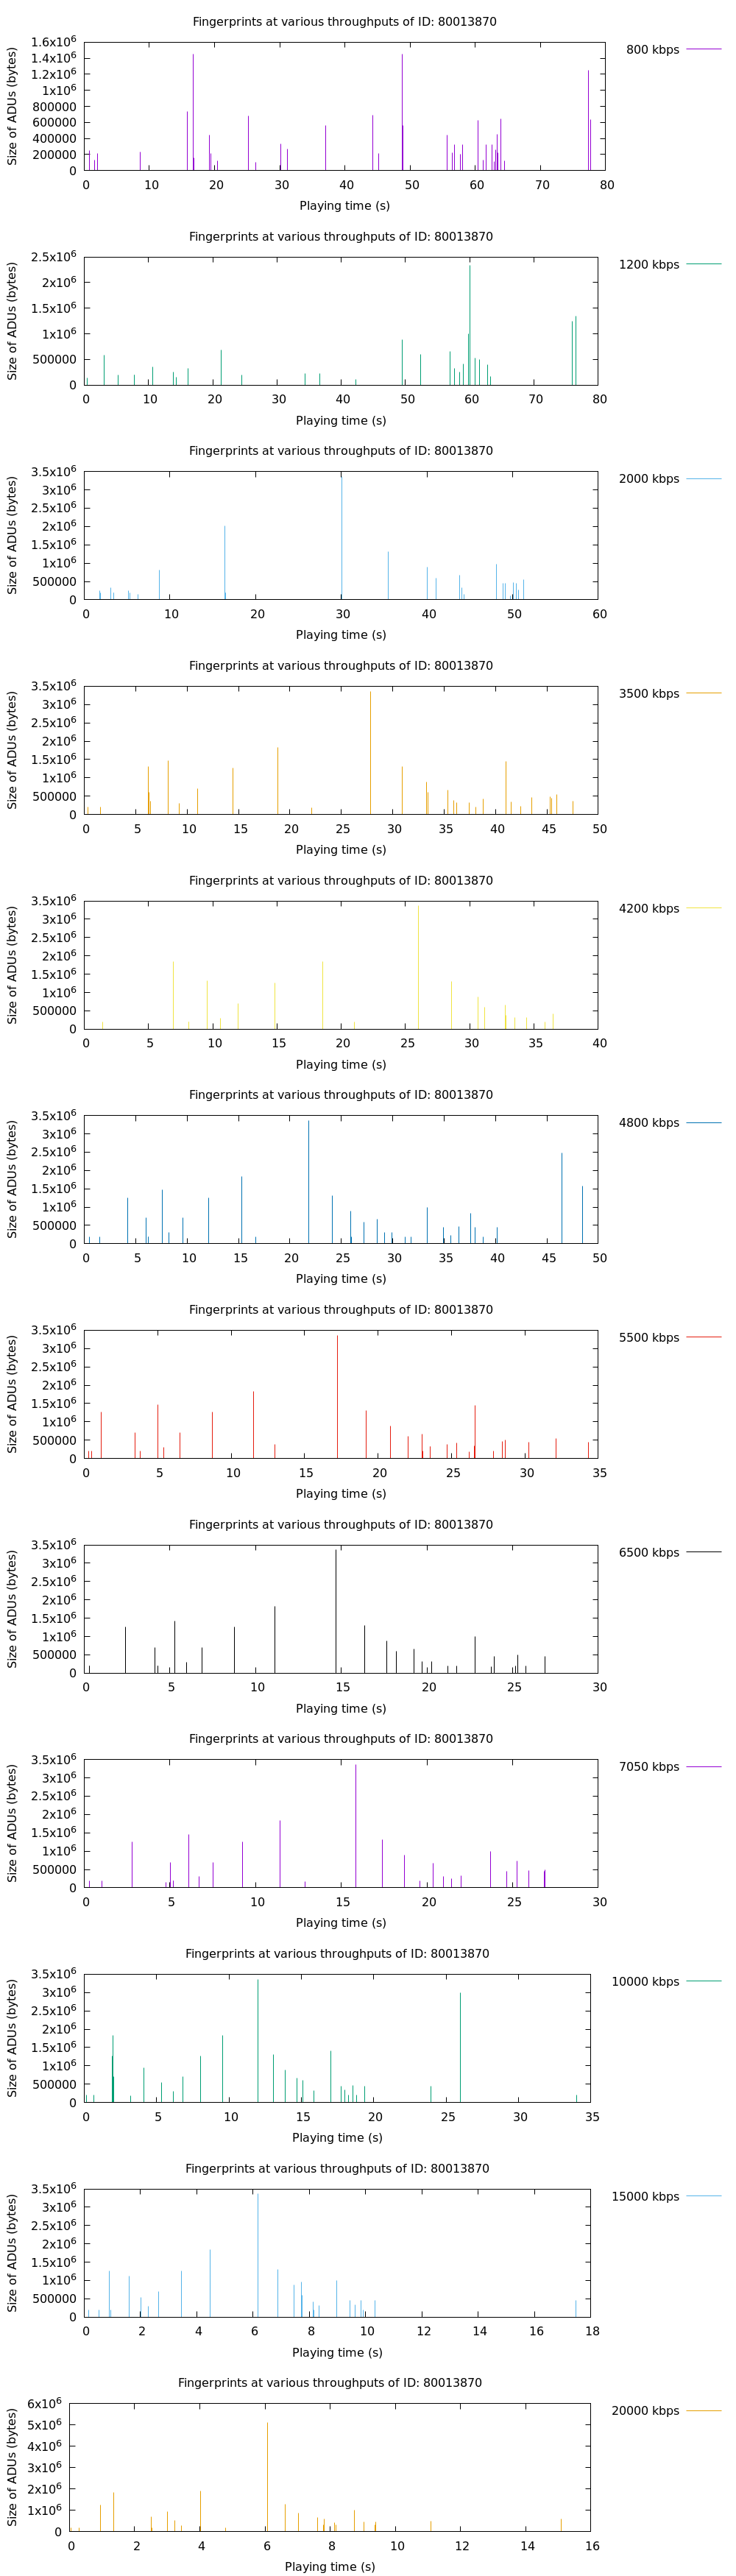 Fingerprints at various throughputs of ID: 80013870
800 kbps
Size of ADUs (bytes)
1.6x10^6
1.4x10^6
1.2x10^6
1x10^6
800000
600000
400000
200000
0
0 10 20 30 40 50 60 70 80
Playing time (s)
Fingerprints at various throughputs of ID: 80013870
1200 kbps
Size of ADUs (bytes)
2.5x10^6
2x10^6
1.5x10^6
1x10^6
500000
0
0 10 20 30 40 50 60 70 80
Playing time (s)
Fingerprints at various throughputs of ID: 80013870
2000 kbps
Size of ADUs (bytes)
3.5x10^6
3x10^6
2.5x10^6
2x10^6
1.5x10^6
1x10^6
500000
0
0 10 20 30 40 50 60
Playing time (s)
Fingerprints at various throughputs of ID: 80013870
3500 kbps
Size of ADUs (bytes)
3.5x10^6
3x10^6
2.5x10^6
2x10^6
1.5x10^6
1x10^6
500000
0
0 5 10 15 20 25 30 35 40 45 50
Playing time (s)
Fingerprints at various throughputs of ID: 80013870
4200 kbps
Size of ADUs (bytes)
3.5x10^6
3x10^6
2.5x10^6
2x10^6
1.5x10^6
1x10^6
500000
0
0 5 10 15 20 25 30 35 40
Playing time (s)
Fingerprints at various throughputs of ID: 80013870
4800 kbps
Size of ADUs (bytes)
3.5x10^6
3x10^6
2.5x10^6
2x10^6
1.5x10^6
1x10^6
500000
0
0 5 10 15 20 25 30 35 40 45 50
Playing time (s)
Fingerprints at various throughputs of ID: 80013870
5500 kbps
Size of ADUs (bytes)
3.5x10^6
3x10^6
2.5x10^6
2x10^6
1.5x10^6
1x10^6
500000
0
0 5 10 15 20 25 30 35
Playing time (s)
Fingerprints at various throughputs of ID: 80013870
6500 kbps
Size of ADUs (bytes)
3.5x10^6
3x10^6
2.5x10^6
2x10^6
1.5x10^6
1x10^6
500000
0
0 5 10 15 20 25 30
Playing time (s)
Fingerprints at various throughputs of ID: 80013870
7050 kbps
Size of ADUs (bytes)
3.5x10^6
3x10^6
2.5x10^6
2x10^6
1.5x10^6
1x10^6
500000
0
0 5 10 15 20 25 30
Playing time (s)
Fingerprints at various throughputs of ID: 80013870
10000 kbps
Size of ADUs (bytes)
3.5x10^6
3x10^6
2.5x10^6
2x10^6
1.5x10^6
1x10^6
500000
0
0 5 10 15 20 25 30 35
Playing time (s)
Fingerprints at various throughputs of ID: 80013870
15000 kbps
Size of ADUs (bytes)
3.5x10^6
3x10^6
2.5x10^6
2x10^6
1.5x10^6
1x10^6
500000
0
0 2 4 6 8 10 12 14 16 18
Playing time (s)
Fingerprints at various throughputs of ID: 80013870
20000 kbps
Size of ADUs (bytes)
6x10^6
5x10^6
4x10^6
3x10^6
2x10^6
1x10^6
0
0 2 4 6 8 10 12 14 16
Playing time (s)